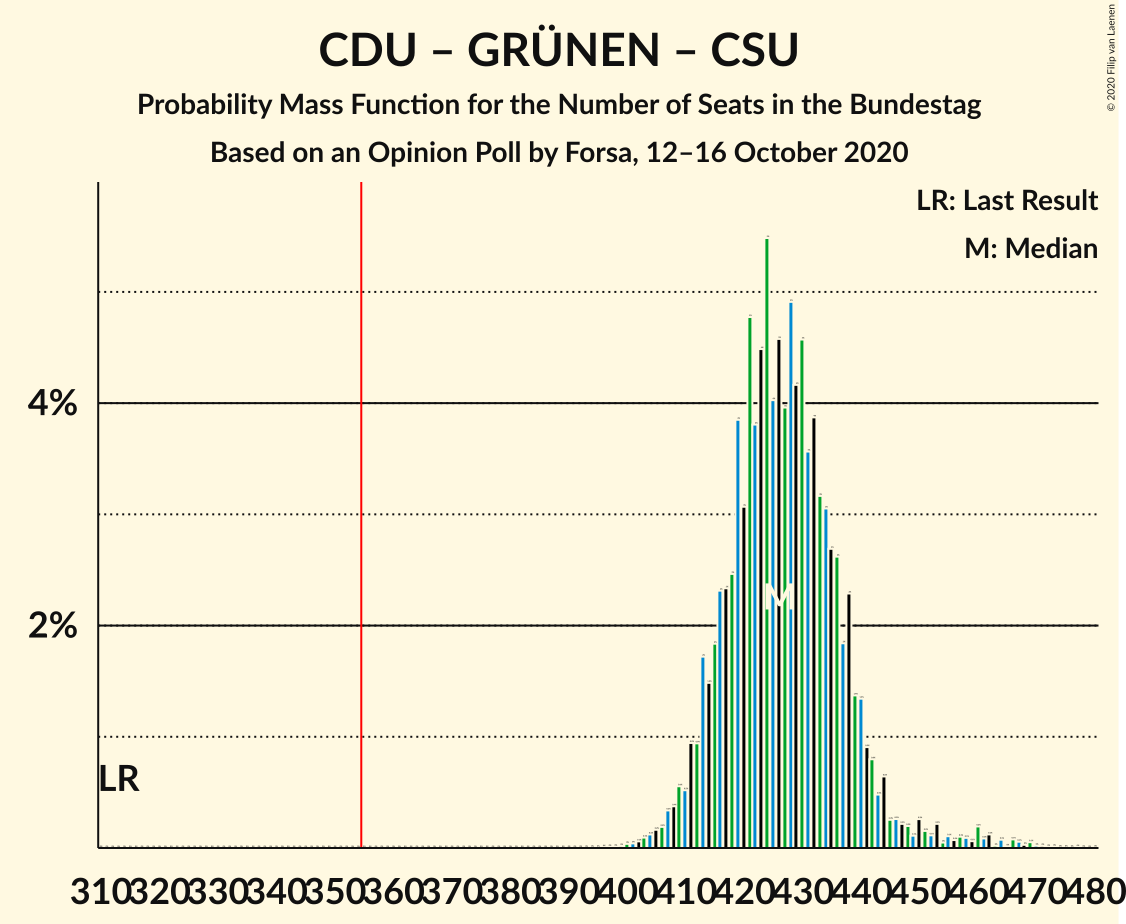 CDU – GRÜNEN – CSU
Probability Mass Function for the Number of Seats in the Bundestag
Based on an Opinion Poll by Forsa, 12–16 October 2020
© 2020 Filip van Laenen
LR: Last Result
M: Median
4%
2%
M
LR
310 320 330 340 350 360 370 380 390 400 410 420 430 440 450 460 470 480